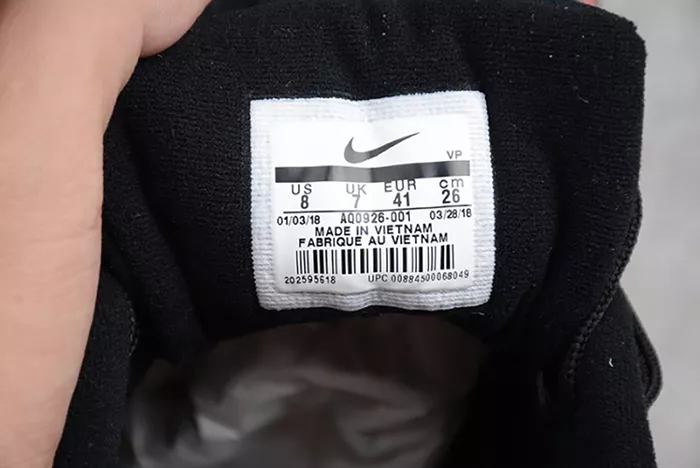 VP
US UK EUR cm
8 7 41 26
01/03/18 AQ0926-001 03/28/18
MADE IN VIETNAM
FABRIQUE AU VIETNAM
202595618 UPC 00884500068049